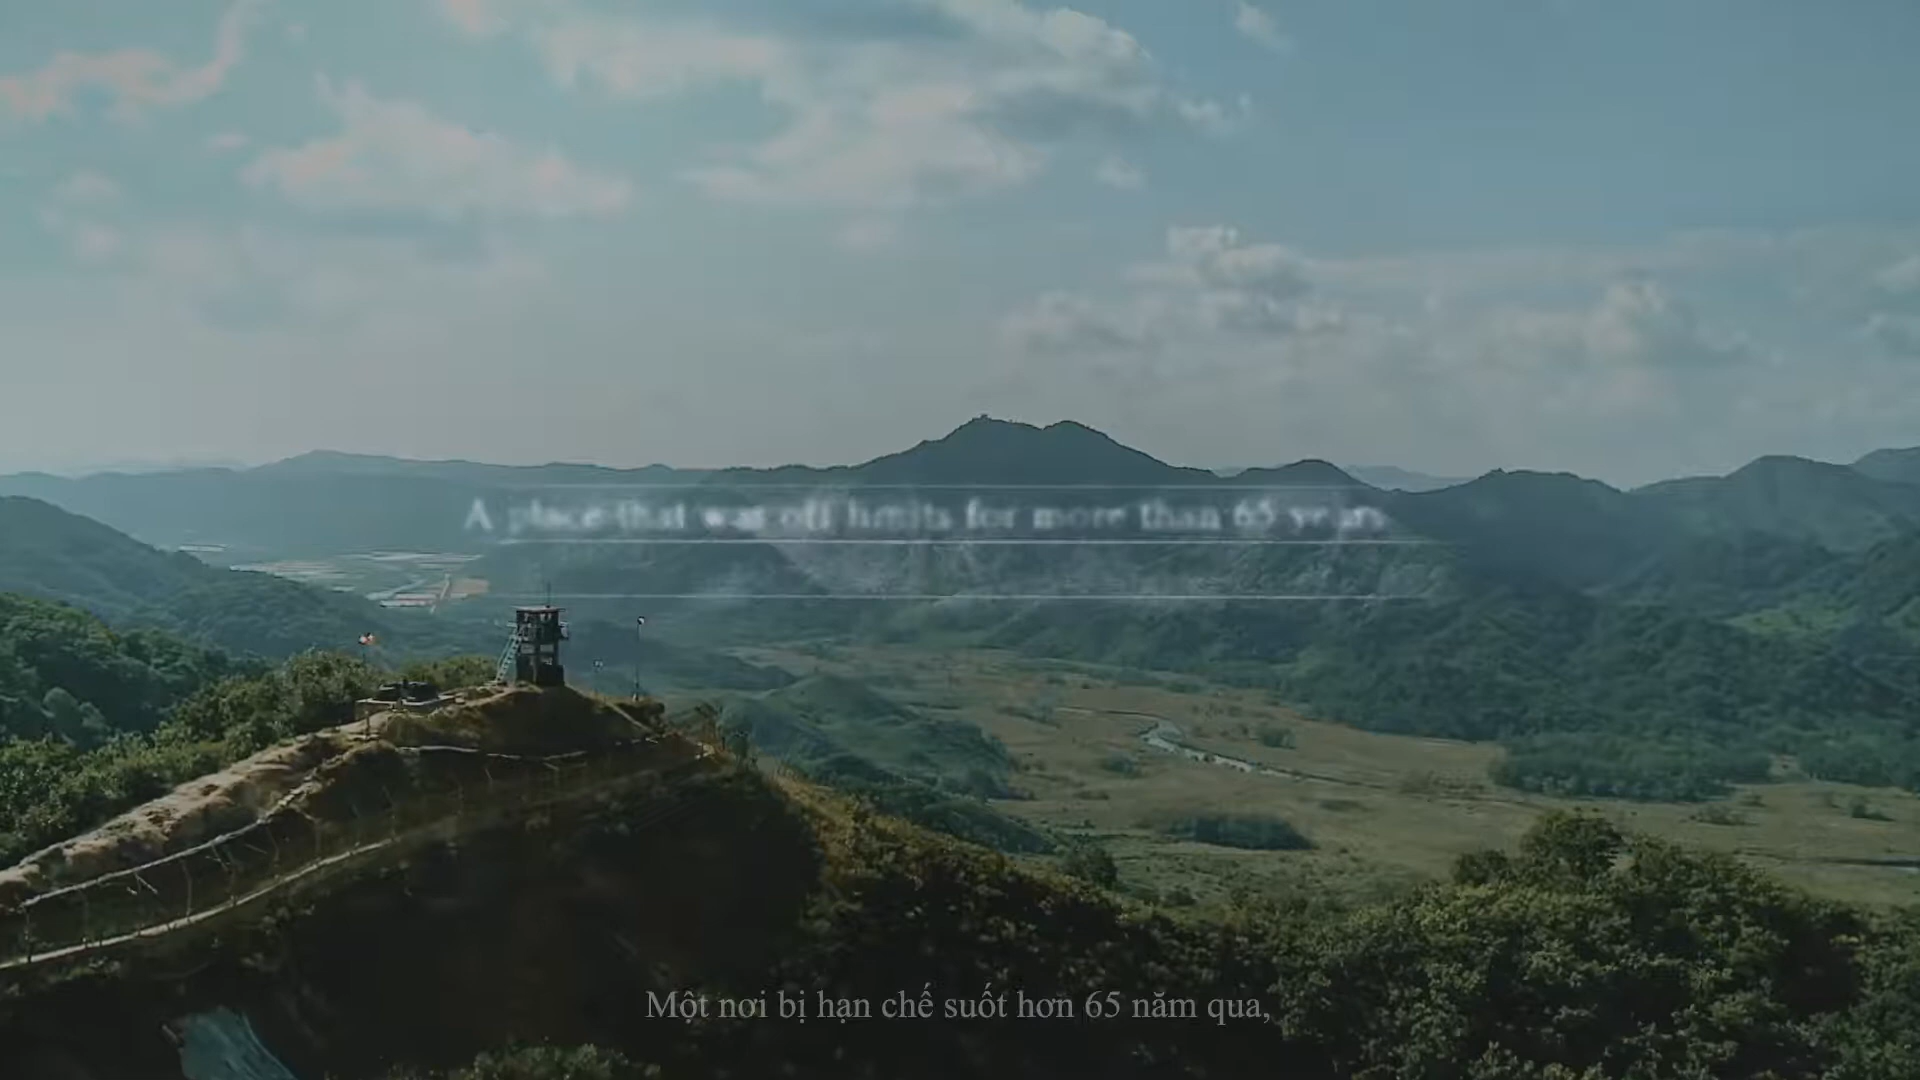 A place that was off limits for more than 65 years
Một nơi bị hạn chế suốt hơn 65 năm qua,